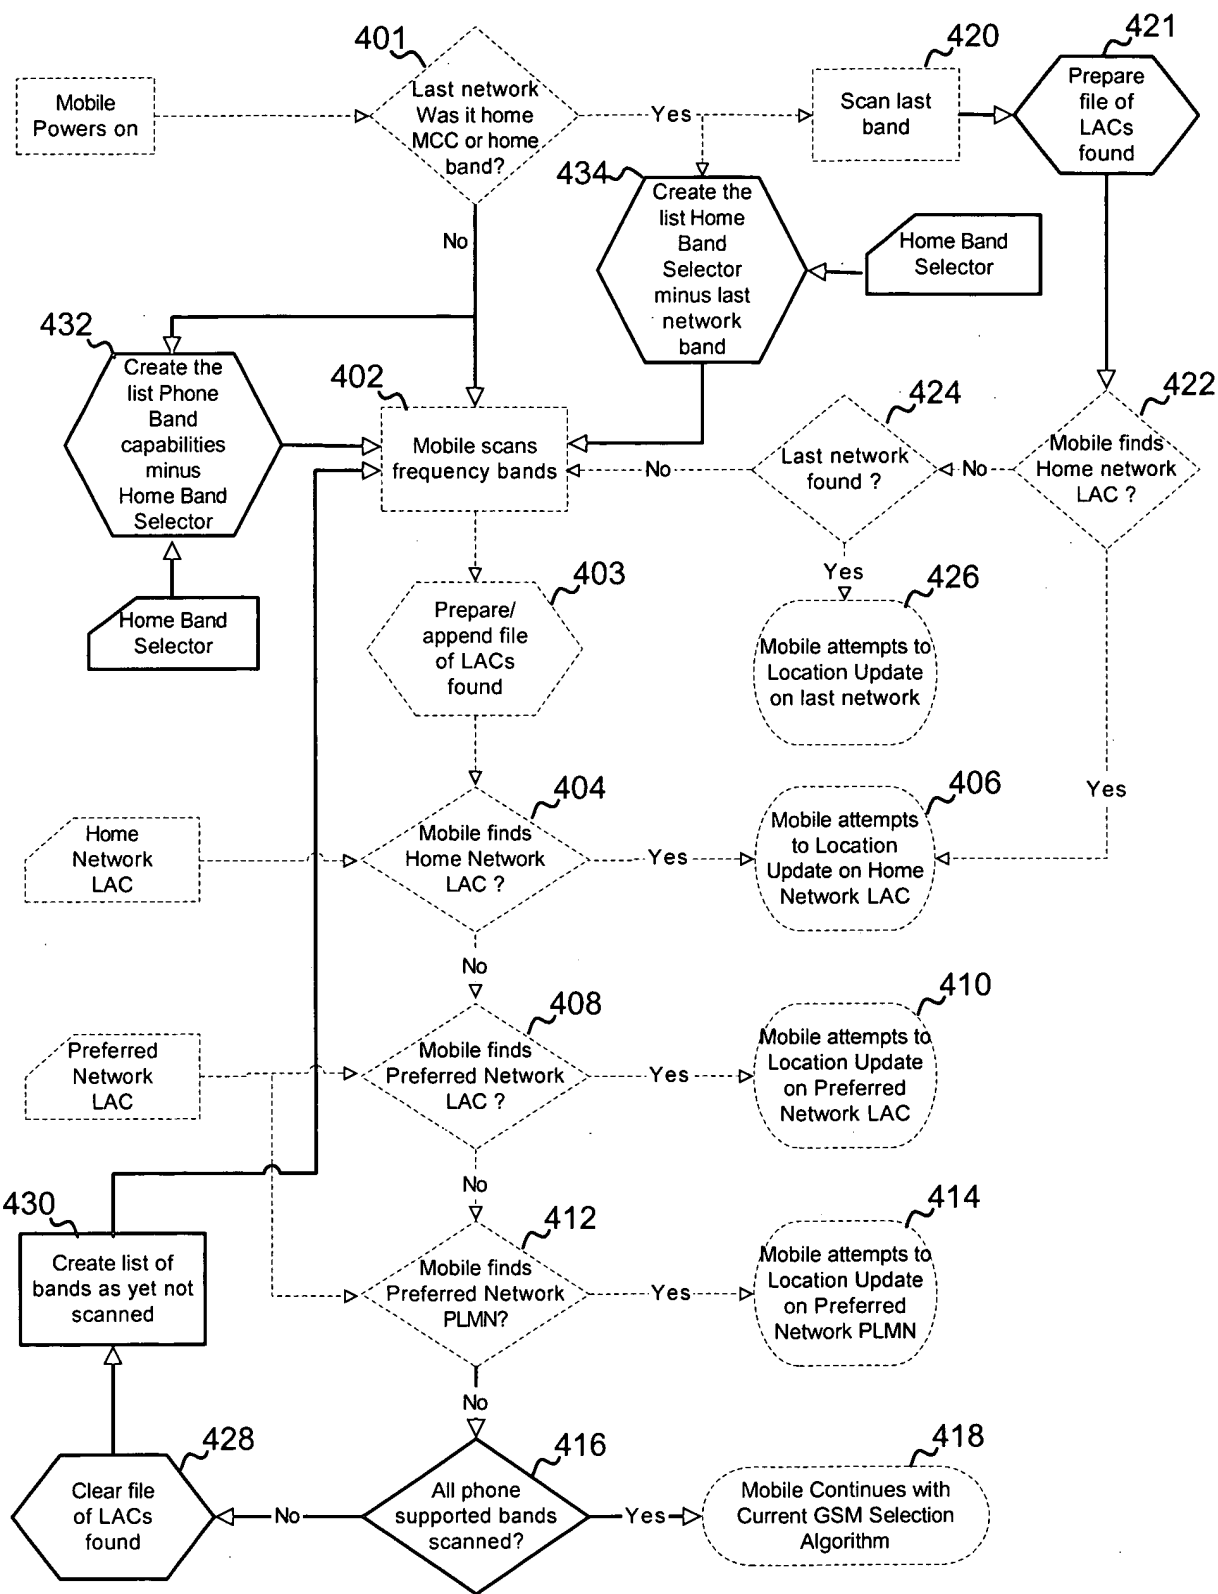 401
420
421
Mobile
Powers on
Last network
Was it home
MCC or home
band?
Yes
Scan last
band
Prepare
file of
LACs
found
434
Create the
list Home
Band
Selector
minus last
network
band
Home Band
Selector
No
432
Create the
list Phone
Band
capabilities
minus
Home Band
Selector
402
Mobile scans
frequency bands
No
424
Last network
found ?
No
422
Mobile finds
Home network
LAC ?
Home Band
Selector
403
Prepare/
append file
of LACs
found
Yes
426
Mobile attempts to
Location Update
on last network
Yes
404
406
Home
Network
LAC
Mobile finds
Home Network
LAC ?
Yes
Mobile attempts
to Location
Update on Home
Network LAC
No
408
410
Preferred
Network
LAC
Mobile finds
Preferred Network
LAC ?
Yes
Mobile attempts to
Location Update
on Preferred
Network LAC
No
430
412
414
Create list of
bands as yet not
scanned
Mobile finds
Preferred Network
PLMN?
Yes
Mobile attempts to
Location Update
on Preferred
Network PLMN
No
428
416
418
Clear file
of LACs
found
No
All phone
supported bands
scanned?
Yes
Mobile Continues with
Current GSM Selection
Algorithm